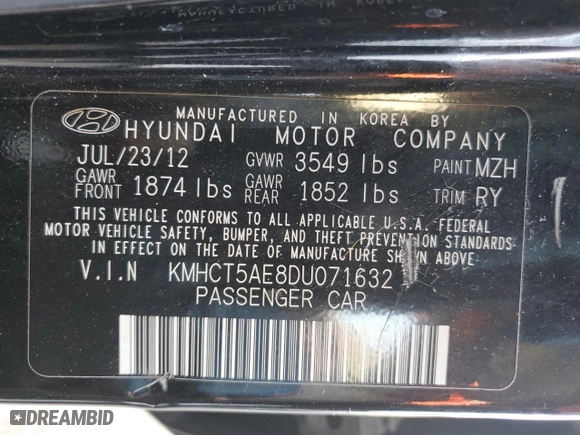 MANUFACTURED IN KOREA BY
HYUNDAI MOTOR COMPANY
JUL/23/12 GVWR 3549 lbs PAINT MZH
GAWR FRONT 1874 lbs GAWR REAR 1852 lbs TRIM RY
THIS VEHICLE CONFORMS TO ALL APPLICABLE U.S.A. FEDERAL
MOTOR VEHICLE SAFETY, BUMPER, AND THEFT PREVENTION STANDARDS
IN EFFECT ON THE DATE OF MANUFACTURE SHOWN ABOVE
V.I.N KMHCT5AE8DU071632
PASSENGER CAR
DREAMBID